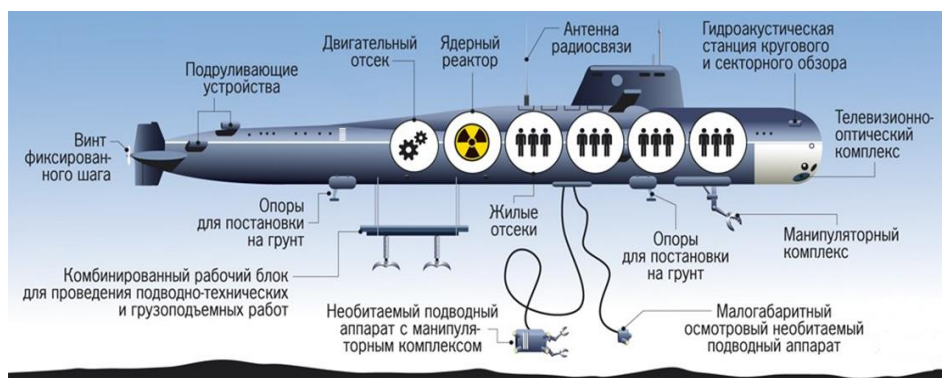 Двигательный
отсек
Ядерный
реактор
Антенна
радиосвязи
Гидроакустическая
станция кругового
и секторного обзора
Подруливающие
устройства
Телевизионно-
оптический
комплекс
Винт
фиксирован-
ного шага
Опоры
для постановки
на грунт
Жилые
отсеки
Опоры
для постановки
на грунт
Манипуляторный
комплекс
Комбинированный рабочий блок
для проведения подводно-технических
и грузоподъемных работ
Необитаемый подводный
аппарат с манипуля-
торным комплексом
Малогабаритный
осмотровый необитаемый
подводный аппарат